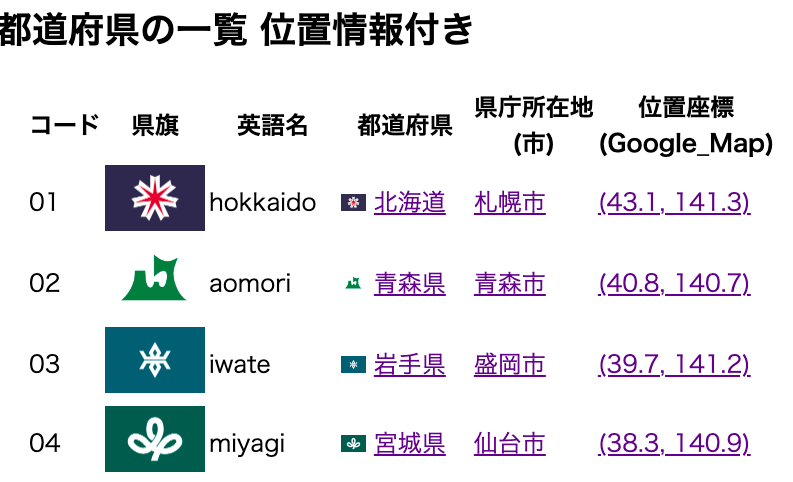 都道府県の一覧 位置情報付き
コード 県旗 英語名 都道府県 県庁所在地 (市) 位置座標 (Google_Map)
01 hokkaido 北海道 札幌市 (43.1, 141.3)
02 aomori 青森県 青森市 (40.8, 140.7)
03 iwate 岩手県 盛岡市 (39.7, 141.2)
04 miyagi 宮城県 仙台市 (38.3, 140.9)